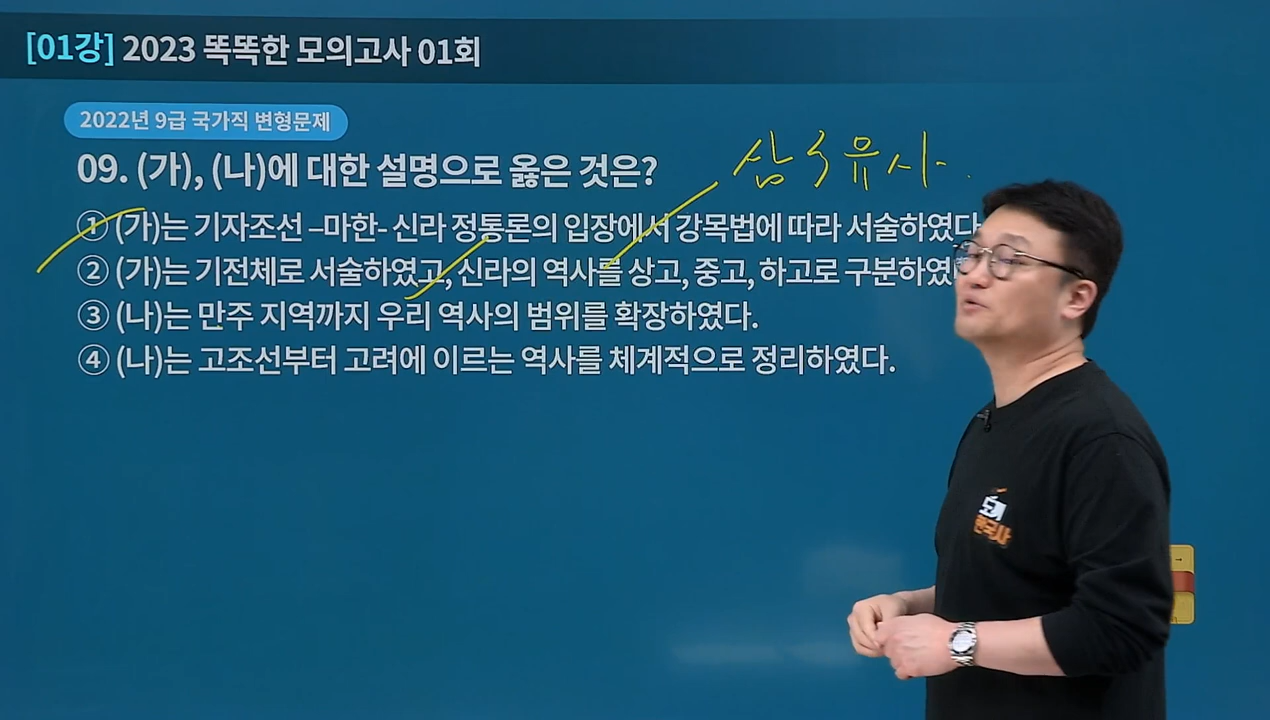 [01강] 2023 똑똑한 모의고사 01회
2022년 9급 국가직 변형문제
09. (가), (나)에 대한 설명으로 옳은 것은?
삼국유사
① (가)는 기자조선 –마한- 신라 정통론의 입장에서 강목법에 따라 서술하였다
② (가)는 기전체로 서술하였고, 신라의 역사를 상고, 중고, 하고로 구분하였
③ (나)는 만주 지역까지 우리 역사의 범위를 확장하였다.
④ (나)는 고조선부터 고려에 이르는 역사를 체계적으로 정리하였다.
한국사